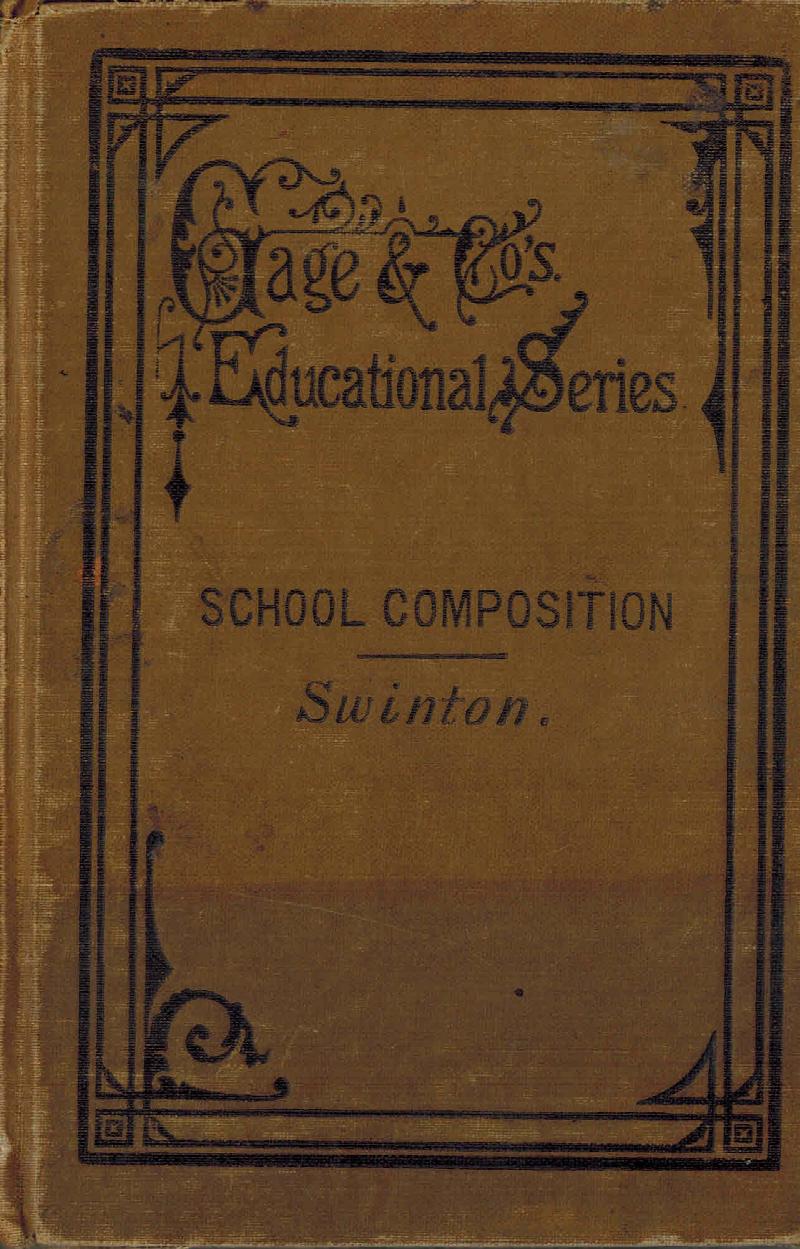 Gage & Co's.
Educational Series
SCHOOL COMPOSITION
Swinton.